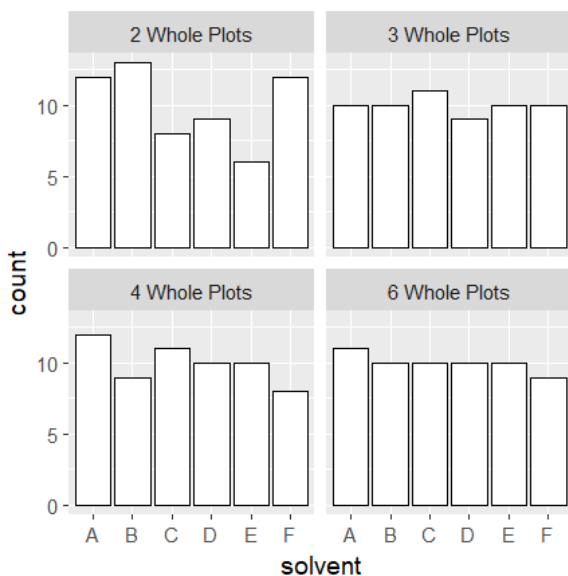 2 Whole Plots
3 Whole Plots
10
5
0
4 Whole Plots
6 Whole Plots
10
5
0
count
A B C D E F
A B C D E F
solvent